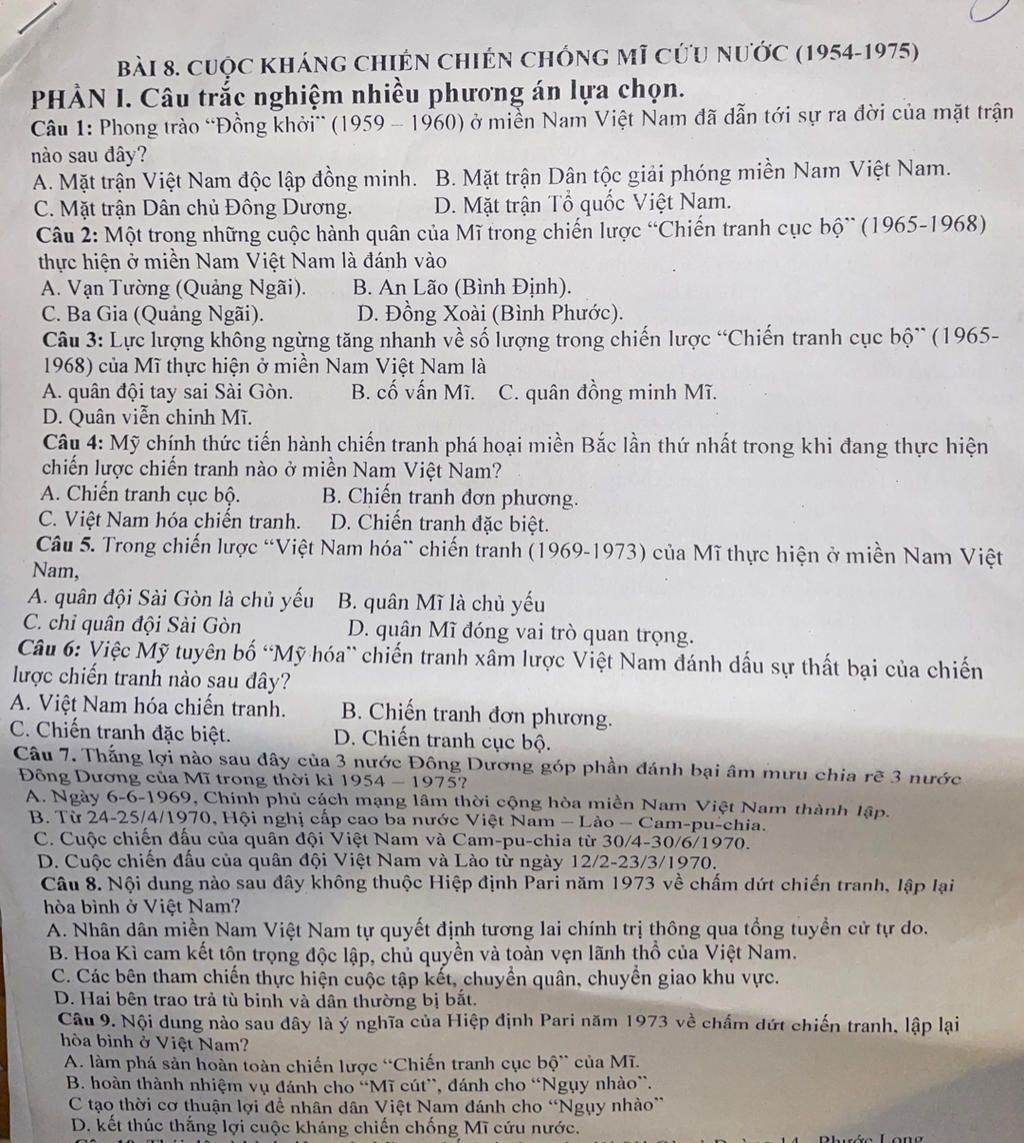 BÀI 8. CUỘC KHÁNG CHIẾN CHIẾN CHỐNG MĨ CỨU NƯỚC (1954-1975)
PHẦN I. Câu trắc nghiệm nhiều phương án lựa chọn.
Câu 1: Phong trào “Đồng khởi” (1959 – 1960) ở miền Nam Việt Nam đã dẫn tới sự ra đời của mặt trận
nào sau đây?
A. Mặt trận Việt Nam độc lập đồng minh. B. Mặt trận Dân tộc giải phóng miền Nam Việt Nam.
C. Mặt trận Dân chủ Đông Dương. D. Mặt trận Tổ quốc Việt Nam.
Câu 2: Một trong những cuộc hành quân của Mĩ trong chiến lược “Chiến tranh cục bộ” (1965-1968)
thực hiện ở miền Nam Việt Nam là đánh vào
A. Vạn Tường (Quảng Ngãi). B. An Lão (Bình Định).
C. Ba Gia (Quảng Ngãi). D. Đồng Xoài (Bình Phước).
Câu 3: Lực lượng không ngừng tăng nhanh về số lượng trong chiến lược “Chiến tranh cục bộ” (1965-
1968) của Mĩ thực hiện ở miền Nam Việt Nam là
A. quân đội tay sai Sài Gòn. B. cố vấn Mĩ. C. quân đồng minh Mĩ.
D. Quân viễn chinh Mĩ.
Câu 4: Mỹ chính thức tiến hành chiến tranh phá hoại miền Bắc lần thứ nhất trong khi đang thực hiện
chiến lược chiến tranh nào ở miền Nam Việt Nam?
A. Chiến tranh cục bộ. B. Chiến tranh đơn phương.
C. Việt Nam hóa chiến tranh. D. Chiến tranh đặc biệt.
Câu 5. Trong chiến lược “Việt Nam hóa” chiến tranh (1969-1973) của Mĩ thực hiện ở miền Nam Việt
Nam,
A. quân đội Sài Gòn là chủ yếu B. quân Mĩ là chủ yếu
C. chỉ quân đội Sài Gòn D. quân Mĩ đóng vai trò quan trọng.
Câu 6: Việc Mỹ tuyên bố “Mỹ hóa” chiến tranh xâm lược Việt Nam đánh dấu sự thất bại của chiến
lược chiến tranh nào sau đây?
A. Việt Nam hóa chiến tranh. B. Chiến tranh đơn phương.
C. Chiến tranh đặc biệt. D. Chiến tranh cục bộ.
Câu 7. Thắng lợi nào sau đây của 3 nước Đông Dương góp phần đánh bại âm mưu chia rẽ 3 nước
Đông Dương của Mĩ trong thời kì 1954 – 1975?
A. Ngày 6-6-1969, Chính phủ cách mạng lâm thời cộng hòa miền Nam Việt Nam thành lập.
B. Từ 24-25/4/1970, Hội nghị cấp cao ba nước Việt Nam – Lào – Cam-pu-chia.
C. Cuộc chiến đấu của quân đội Việt Nam và Cam-pu-chia từ 30/4-30/6/1970.
D. Cuộc chiến đấu của quân đội Việt Nam và Lào từ ngày 12/2-23/3/1970.
Câu 8. Nội dung nào sau đây không thuộc Hiệp định Pari năm 1973 về chấm dứt chiến tranh, lập lại
hòa bình ở Việt Nam?
A. Nhân dân miền Nam Việt Nam tự quyết định tương lai chính trị thông qua tổng tuyển cử tự do.
B. Hoa Kì cam kết tôn trọng độc lập, chủ quyền và toàn vẹn lãnh thổ của Việt Nam.
C. Các bên tham chiến thực hiện cuộc tập kết, chuyển quân, chuyển giao khu vực.
D. Hai bên trao trả tù binh và dân thường bị bắt.
Câu 9. Nội dung nào sau đây là ý nghĩa của Hiệp định Pari năm 1973 về chấm dứt chiến tranh, lập lại
hòa bình ở Việt Nam?
A. làm phá sản hoàn toàn chiến lược “Chiến tranh cục bộ” của Mĩ.
B. hoàn thành nhiệm vụ đánh cho “Mĩ cút”, đánh cho “Ngụy nhào”.
C tạo thời cơ thuận lợi để nhân dân Việt Nam đánh cho “Ngụy nhào”
D. kết thúc thắng lợi cuộc kháng chiến chống Mĩ cứu nước.
Phước Long